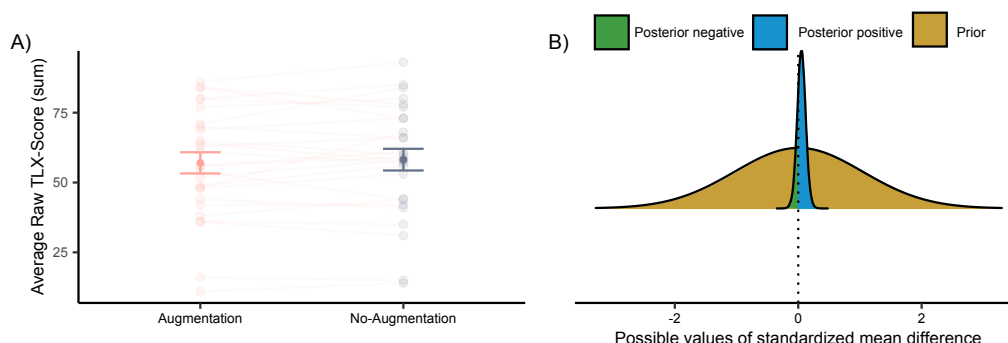 A)
Average Raw TLX-Score (sum)
75
50
25
Augmentation
No-Augmentation
B)
Posterior negative
Posterior positive
Prior
-2
0
2
Possible values of standardized mean difference